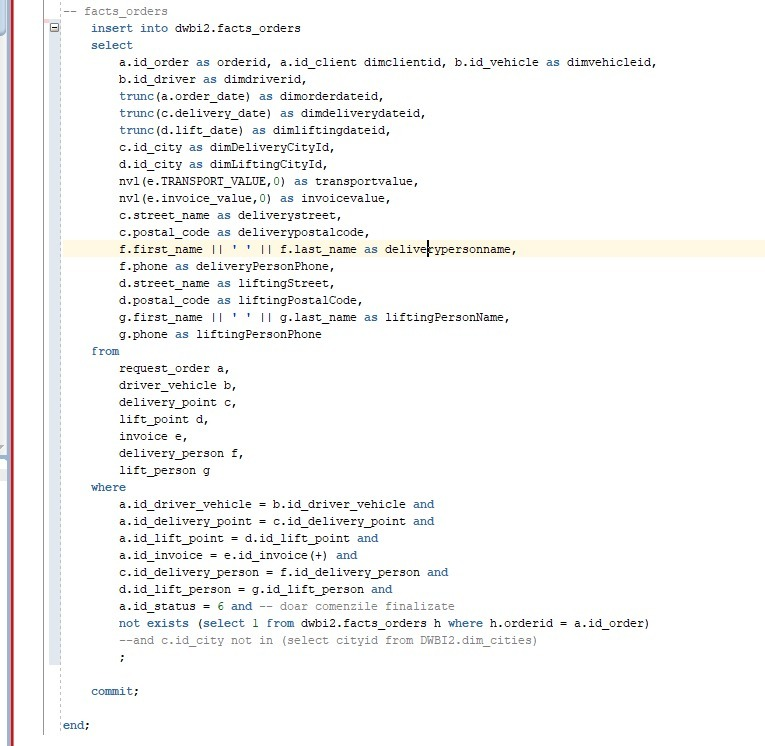 -- facts_orders
insert into dwbi2.facts_orders
select
a.id_order as orderid, a.id_client dimclientid, b.id_vehicle as dimvehicleid,
b.id_driver as dimdriverid,
trunc(a.order_date) as dimorderdateid,
trunc(c.delivery_date) as dimdeliverydateid,
trunc(d.lift_date) as dimliftingdateid,
c.id_city as dimDeliveryCityId,
d.id_city as dimLiftingCityId,
nvl(e.TRANSPORT_VALUE,0) as transportvalue,
nvl(e.invoice_value,0) as invoicevalue,
c.street_name as deliverystreet,
c.postal_code as deliverypostalcode,
f.first_name || ' ' || f.last_name as deliverypersonname,
f.phone as deliveryPersonPhone,
d.street_name as liftingStreet,
d.postal_code as liftingPostalCode,
g.first_name || ' ' || g.last_name as liftingPersonName,
g.phone as liftingPersonPhone
from
request_order a,
driver_vehicle b,
delivery_point c,
lift_point d,
invoice e,
delivery_person f,
lift_person g
where
a.id_driver_vehicle = b.id_driver_vehicle and
a.id_delivery_point = c.id_delivery_point and
a.id_lift_point = d.id_lift_point and
a.id_invoice = e.id_invoice(+) and
c.id_delivery_person = f.id_delivery_person and
d.id_lift_person = g.id_lift_person and
a.id_status = 6 and -- doar comenzile finalizate
not exists (select 1 from dwbi2.facts_orders h where h.orderid = a.id_order)
--and c.id_city not in (select cityid from DWBI2.dim_cities)
;
commit;
end;